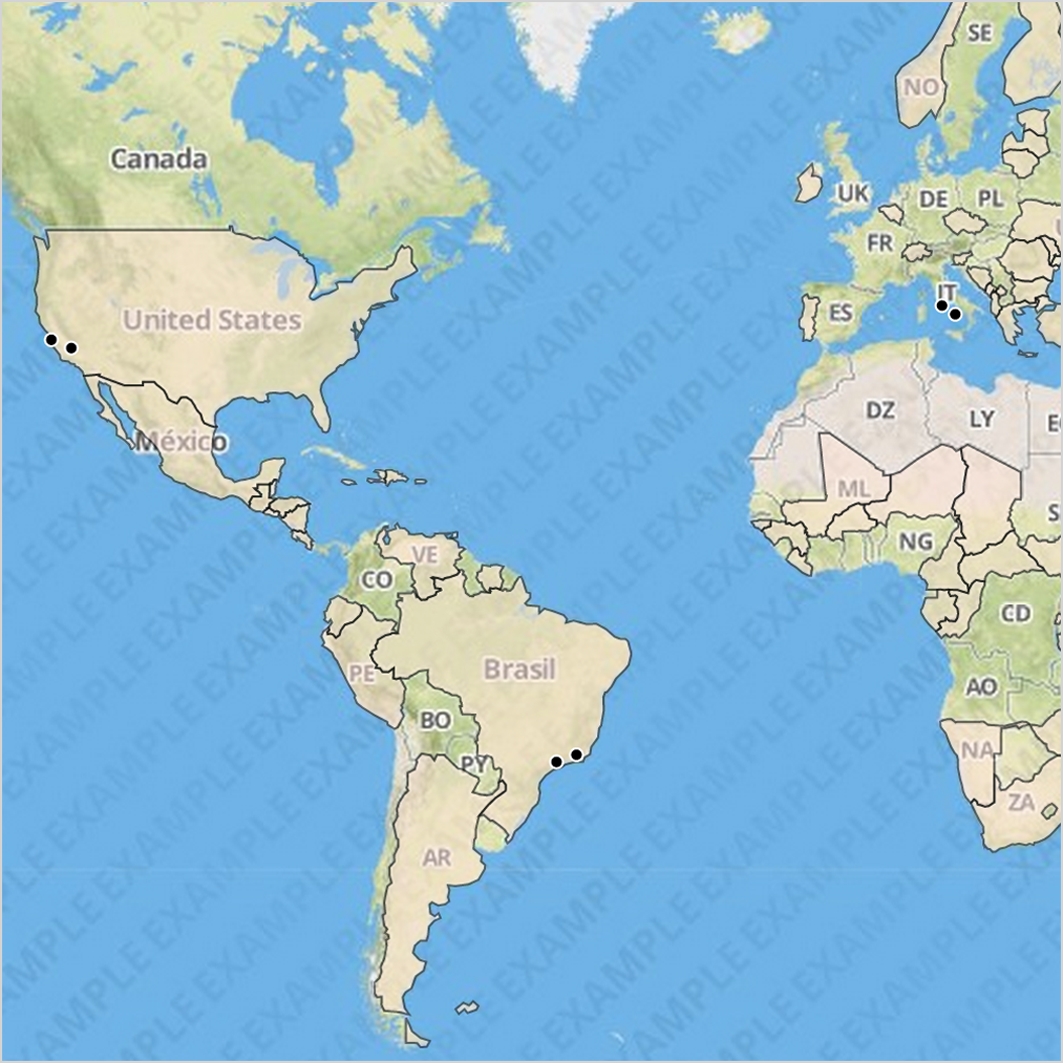 SE
NO
Canada
UK
DE
PL
FR
IT
United States
ES
DZ
LY
México
ML
NG
VE
CO
CD
Brasil
PE
AO
BO
NA
PY
ZA
AR
EXAMPLE EXAMPLE EXAMPLE